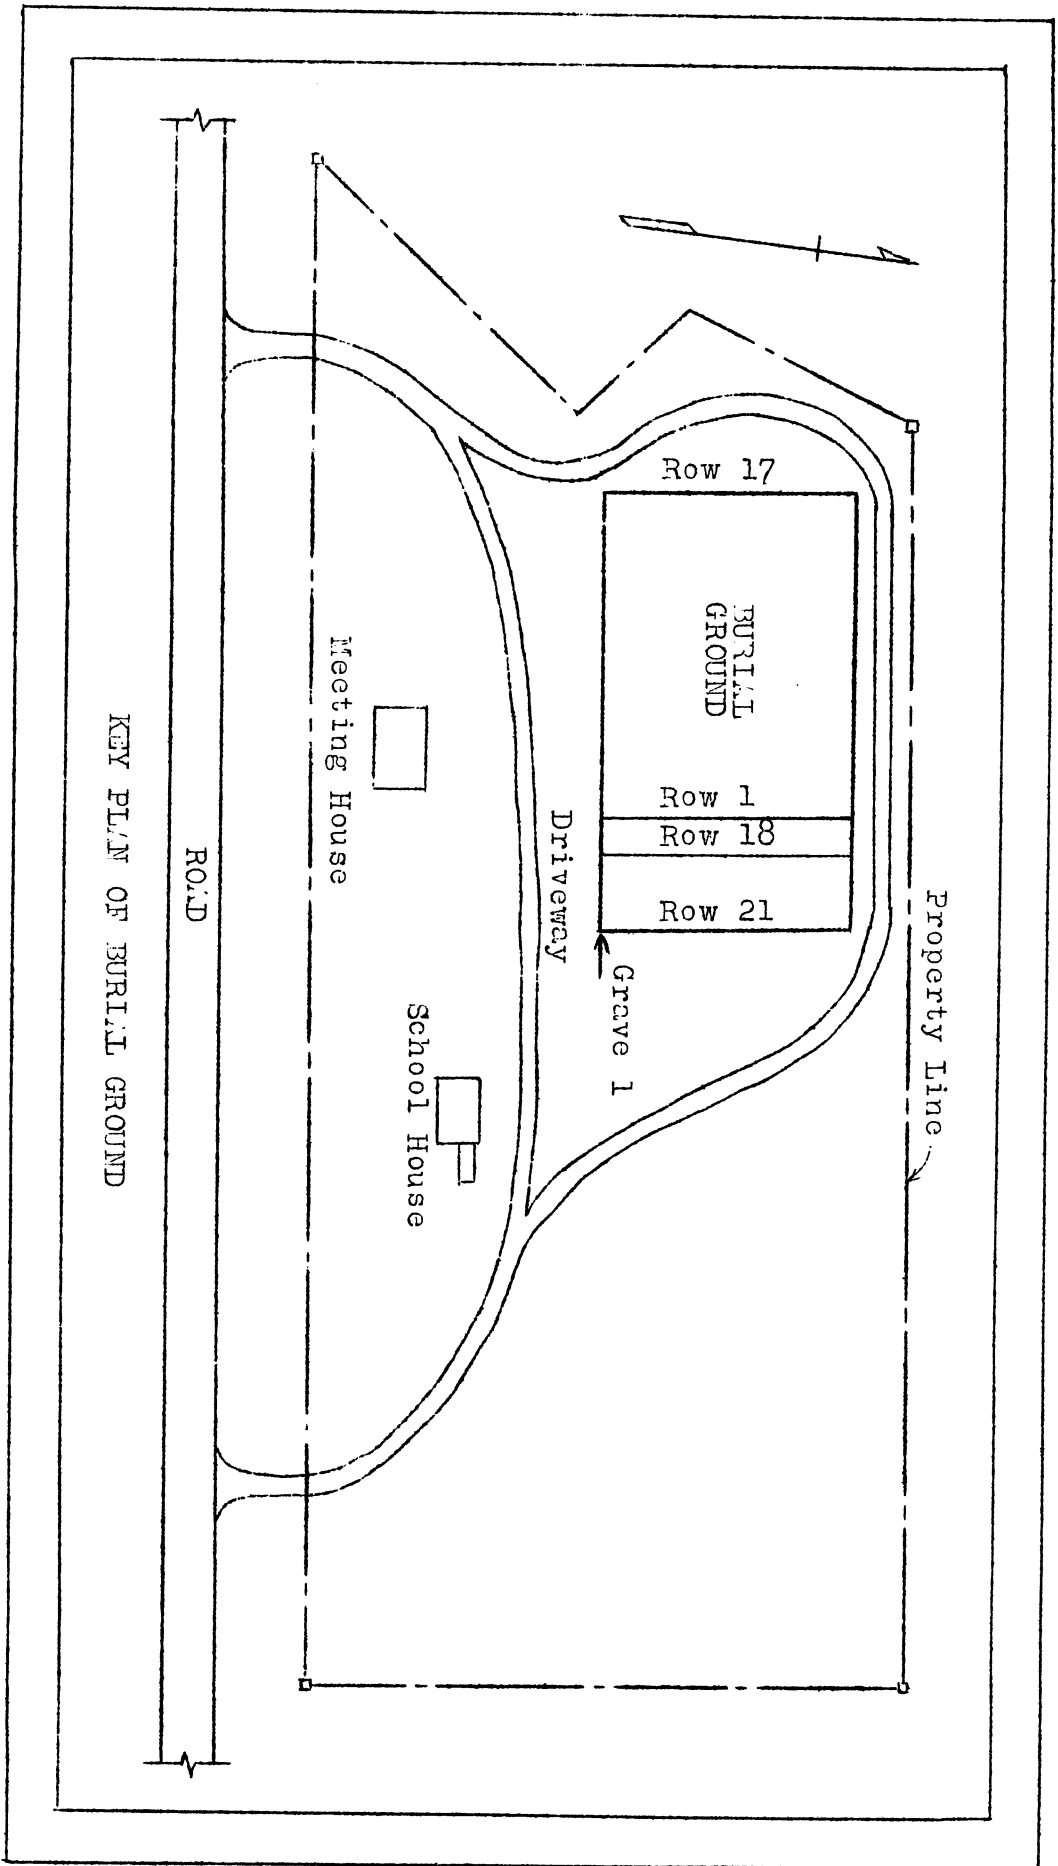 Row 17
BURIAL
GROUND
Row 1
Row 18
Row 21
Grave 1
Property Line
Driveway
Meeting House
School House
ROAD
KEY PLAN OF BURIAL GROUND